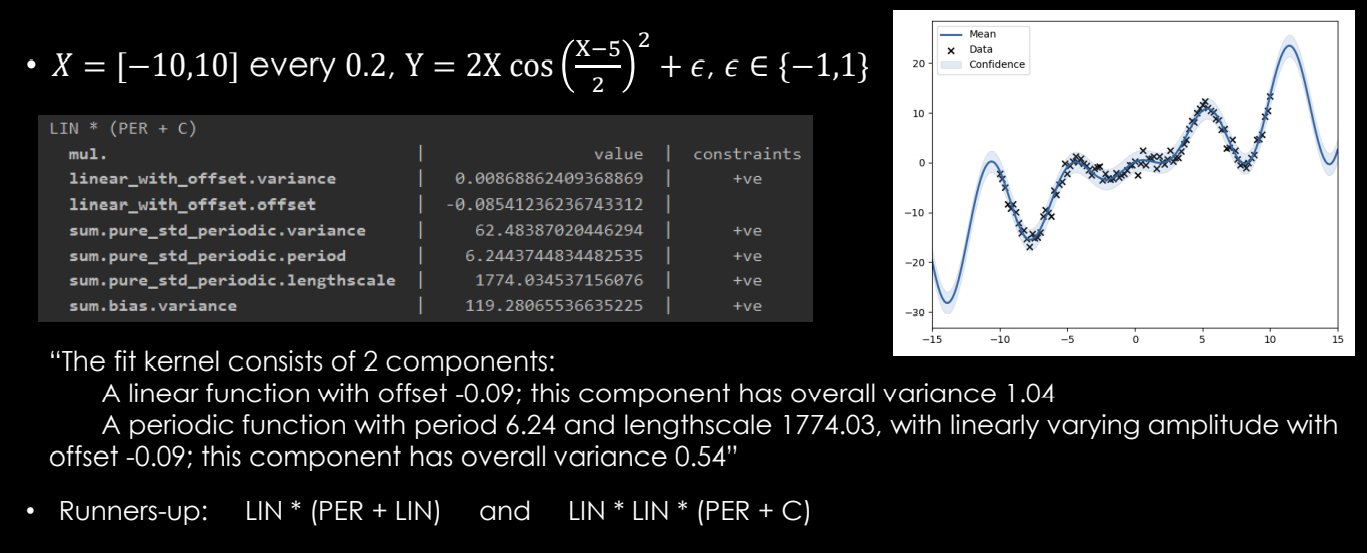 • X = [−10,10] every 0.2, Y = 2X cos((X−5)/2)² + ϵ, ϵ ∈ {−1,1}
LIN * (PER + C)
mul. | value | constraints
linear_with_offset.variance | 0.00868862409368869 | +ve
linear_with_offset.offset | -0.08541236236743312 |
sum.pure_std_periodic.variance | 62.48387020446294 | +ve
sum.pure_std_periodic.period | 6.2443744834482535 | +ve
sum.pure_std_periodic.lengthscale | 1774.034537156076 | +ve
sum.bias.variance | 119.28065536635225 | +ve
Mean
Data
Confidence
20
10
0
−10
−20
−30
−15 −10 −5 0 5 10 15
“The fit kernel consists of 2 components:
A linear function with offset -0.09; this component has overall variance 1.04
A periodic function with period 6.24 and lengthscale 1774.03, with linearly varying amplitude with
offset -0.09; this component has overall variance 0.54”
• Runners-up: LIN * (PER + LIN) and LIN * LIN * (PER + C)